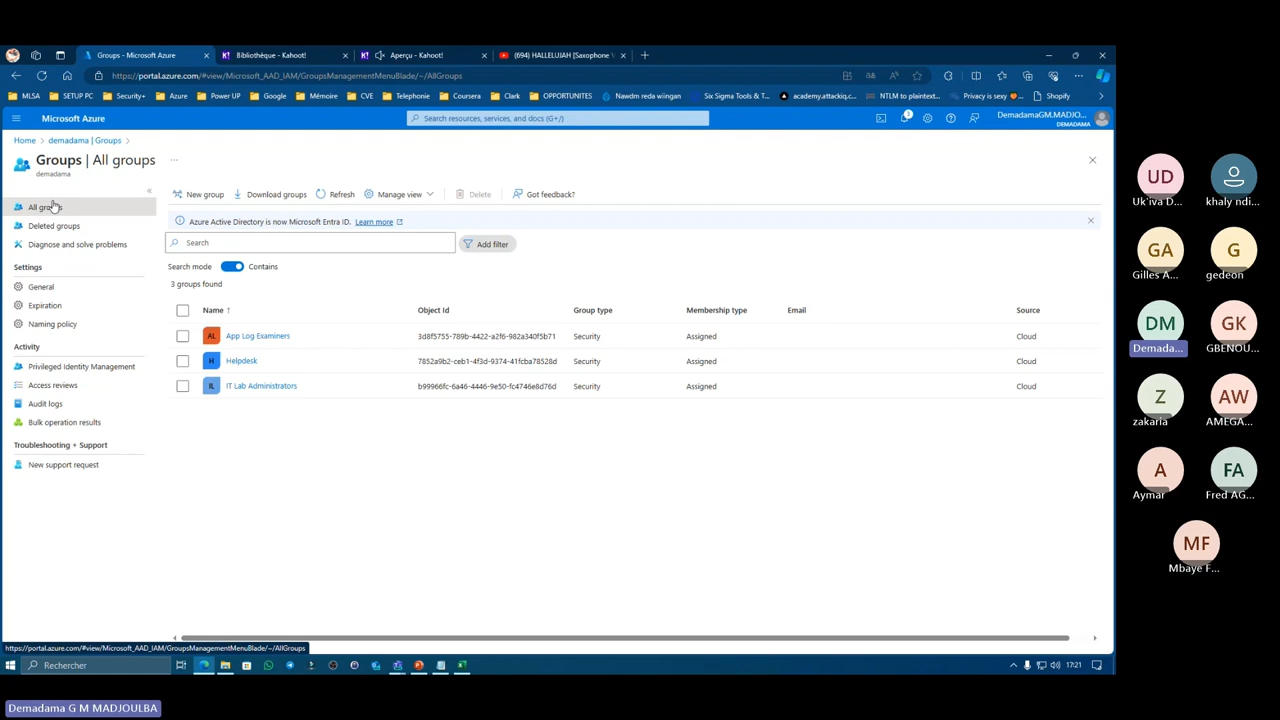 Groups - Microsoft Azure
Bibliothèque - Kahoot!
Aperçu - Kahoot!
(694) HALLELUJAH [Saxophone
https://portal.azure.com/#view/Microsoft_AAD_IAM/GroupsManagementMenuBlade/~/AllGroups
MLSA SETUP PC Security+ Azure Power UP Google Mémoire CVE Telephonie Coursera Clark OPPORTUNITES Nawdm reda wiingan Six Sigma Tools & T... academy.attackiq.c... NTLM to plaintext... Privacy is sexy Shopify
Microsoft Azure
Search resources, services, and docs (G+/)
DemadamaGM.MADJO...
DEMADAMA
Home > demadama | Groups >
Groups | All groups ...
demadama
New group Download groups Refresh Manage view Delete Got feedback?
All groups
Deleted groups
Diagnose and solve problems
Settings
General
Expiration
Naming policy
Activity
Privileged Identity Management
Access reviews
Audit logs
Bulk operation results
Troubleshooting + Support
New support request
Azure Active Directory is now Microsoft Entra ID. Learn more
Search
Add filter
Search mode Contains
3 groups found
Name ↑ Object Id Group type Membership type Email Source
AL App Log Examiners 3d8f5755-789b-4422-a2f6-982a340f5b71 Security Assigned Cloud
H Helpdesk 7852a9b2-ceb1-4f3d-9374-41fcba78528d Security Assigned Cloud
IL IT Lab Administrators b99966fc-6a46-4446-9e50-fc4746e8d76d Security Assigned Cloud
https://portal.azure.com/#view/Microsoft_AAD_IAM/GroupsManagementMenuBlade/~/AllGroups
Rechercher
17:21
UD
Uk'iva D...
khaly ndi...
GA
Gilles A...
G
gedeon
DM
Demada...
GK
GBENOU...
Z
zakaria
AW
AMEGA...
A
Aymar
FA
Fred AG...
MF
Mbaye F...
Demadama G M MADJOULBA